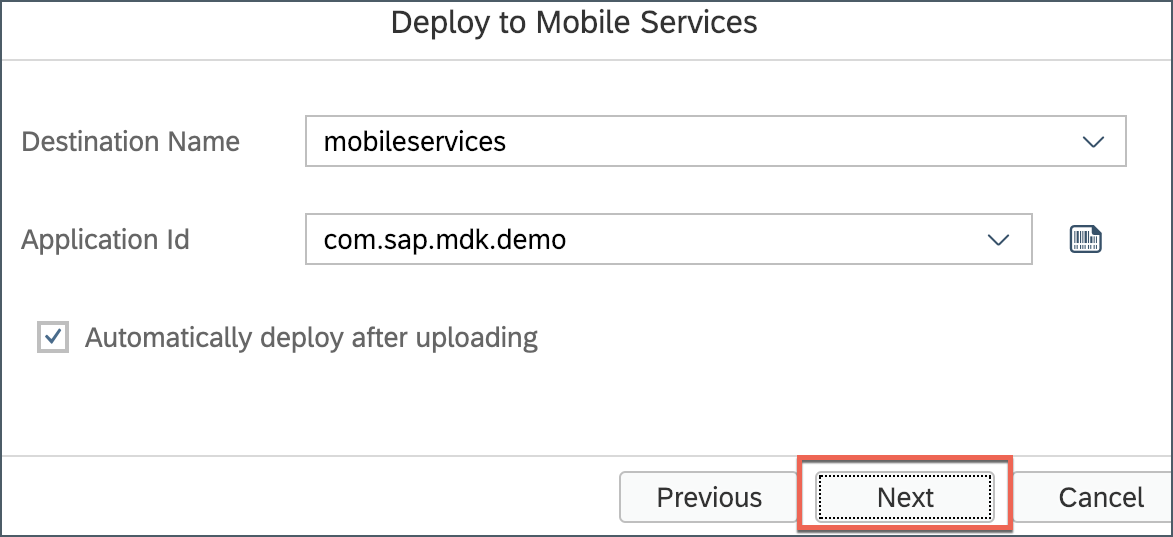 Deploy to Mobile Services
Destination Name mobileservices
Application Id com.sap.mdk.demo
Automatically deploy after uploading
Previous Next Cancel